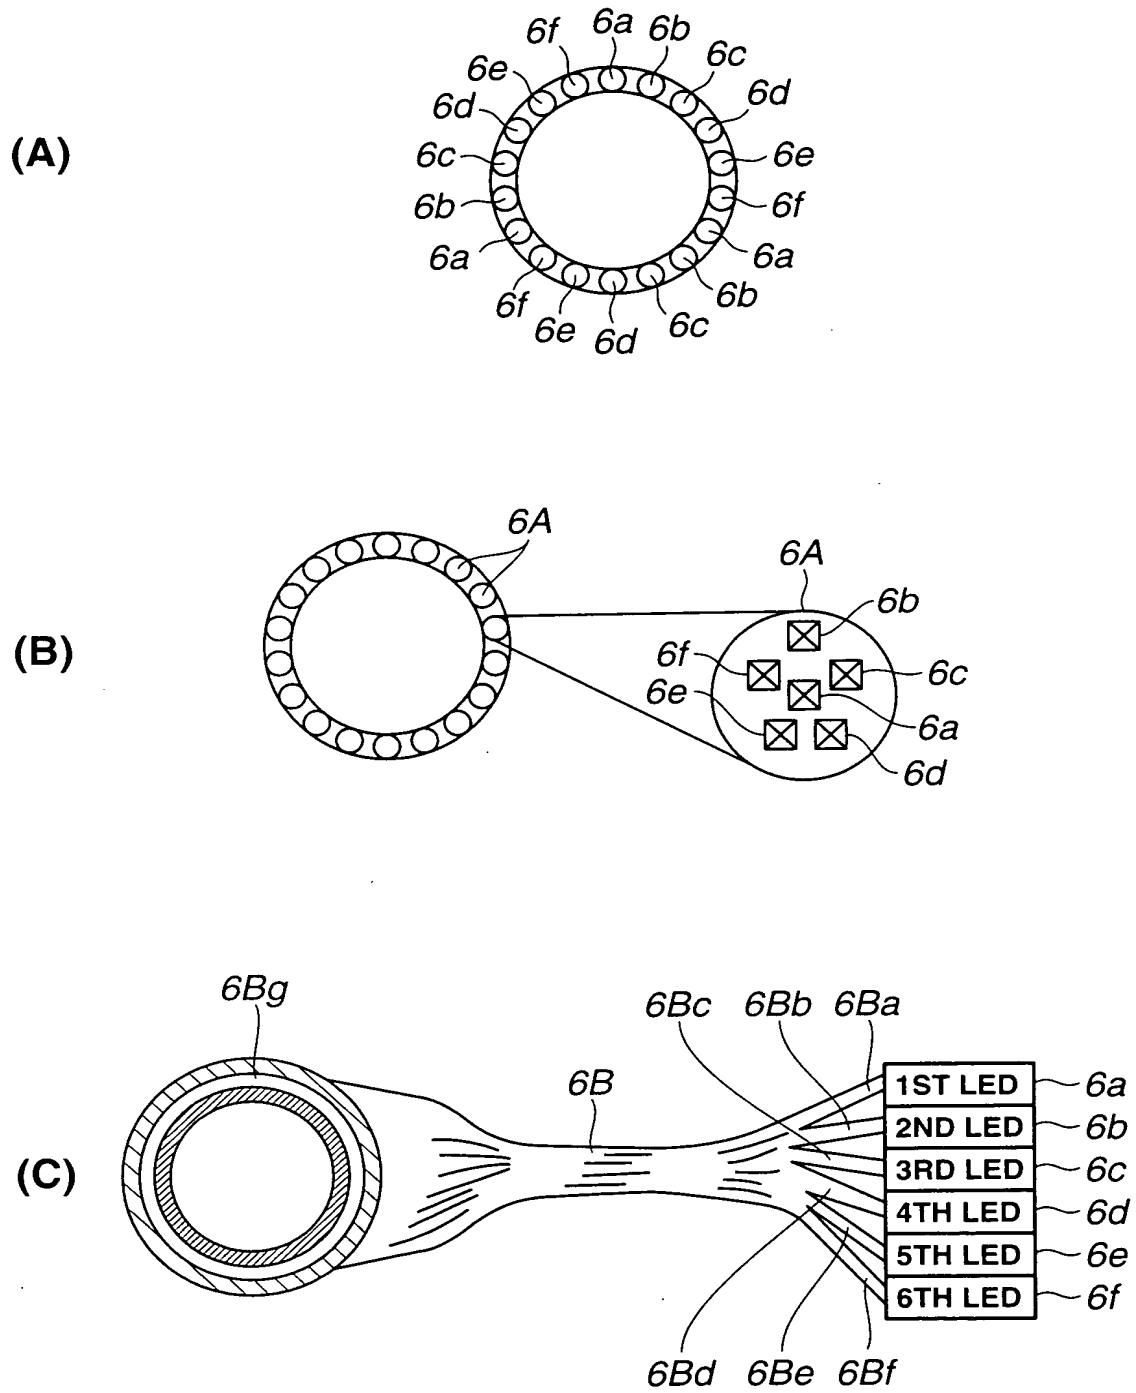 (A)
6a
6b
6c
6d
6e
6f
6a
6b
6c
6d
6e
6f
6a
6b
6c
6d
6e
6f
(B)
6A
6A
6b
6f
6c
6e
6a
6d
(C)
6Bg
6B
6Bc
6Bb
6Ba
1ST LED 6a
2ND LED 6b
3RD LED 6c
4TH LED 6d
5TH LED 6e
6TH LED 6f
6Bd
6Be
6Bf